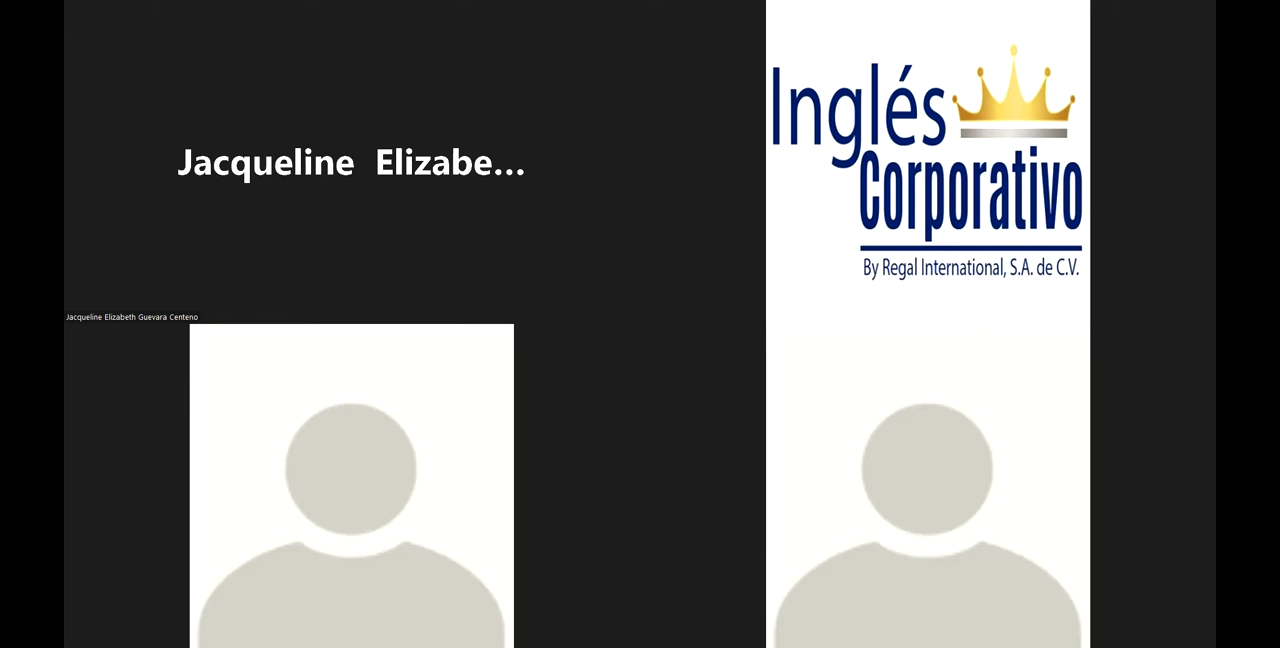 Jacqueline Elizabe...
Jacqueline Elizabeth Guevara Centeno
Inglés
Corporativo
By Regal International, S.A. de C.V.